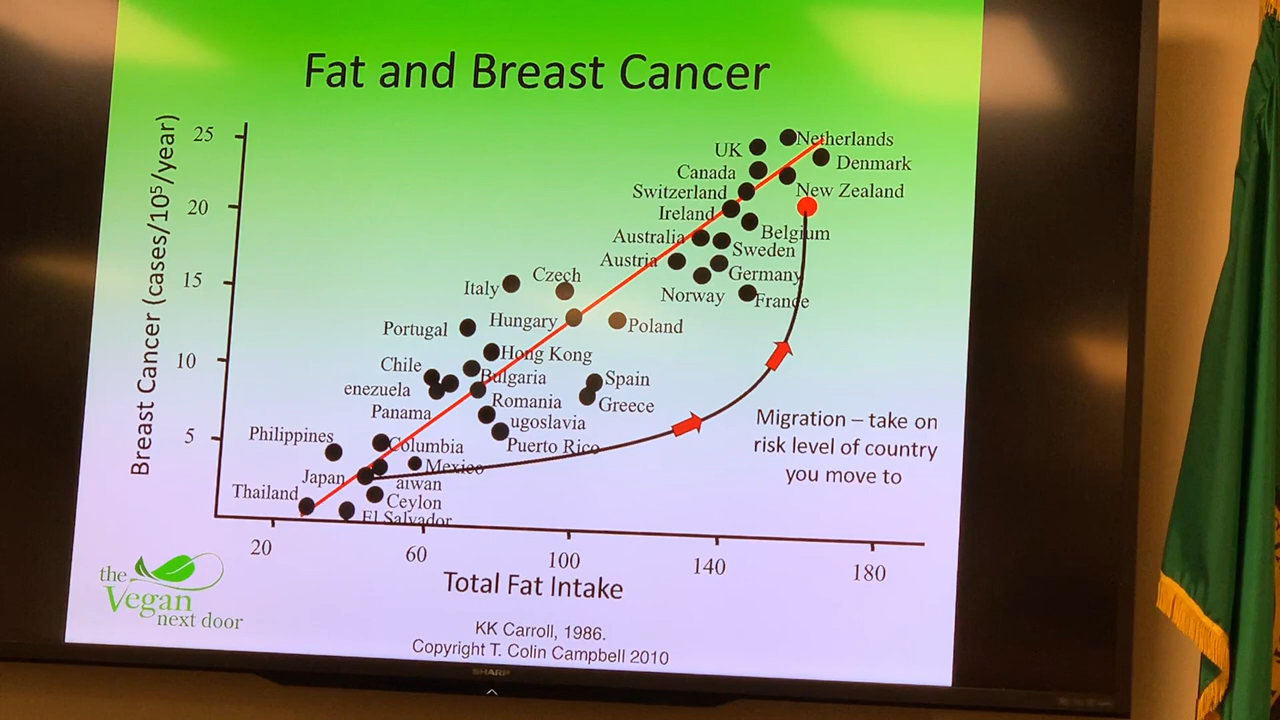 Fat and Breast Cancer
Breast Cancer (cases/10⁵/year)
25
20
15
10
5
Netherlands
UK
Denmark
Canada
Switzerland
New Zealand
Ireland
Belgium
Australia
Sweden
Austria
Germany
Norway
France
Czech
Italy
Hungary
Poland
Portugal
Hong Kong
Chile
Bulgaria
Spain
enezuela
Romania
Greece
Panama
ugoslavia
Puerto Rico
Philippines
Columbia
Mexico
Japan
aiwan
Thailand
Ceylon
El Salvador
Migration – take on
risk level of country
you move to
20
60
100
140
180
Total Fat Intake
the
Vegan
next door
KK Carroll, 1986.
Copyright T. Colin Campbell 2010
SHARP